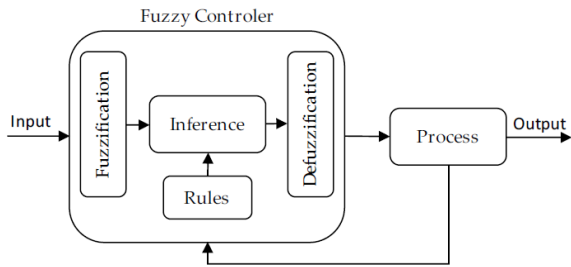 Fuzzy Controler
Input
Fuzzification
Inference
Rules
Defuzzification
Process
Output